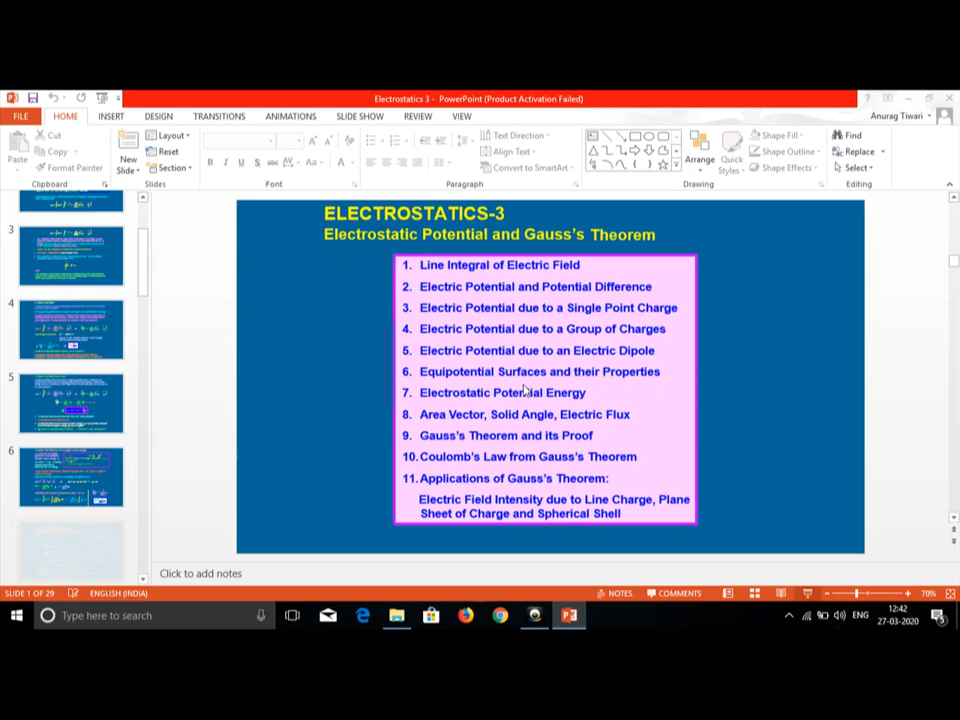 Electrostatics 3 - PowerPoint (Product Activation Failed)
FILE HOME INSERT DESIGN TRANSITIONS ANIMATIONS SLIDE SHOW REVIEW VIEW Anurag Tiwari
Paste
Cut
Copy
Format Painter
Clipboard
New
Slide
Layout
Reset
Section
Slides
B I U S abc AV Aa A
Font
Paragraph
Text Direction
Align Text
Convert to SmartArt
Arrange
Quick
Styles
Shape Fill
Shape Outline
Shape Effects
Drawing
Find
Replace
Select
Editing
3
4
5
6
ELECTROSTATICS-3
Electrostatic Potential and Gauss's Theorem
1. Line Integral of Electric Field
2. Electric Potential and Potential Difference
3. Electric Potential due to a Single Point Charge
4. Electric Potential due to a Group of Charges
5. Electric Potential due to an Electric Dipole
6. Equipotential Surfaces and their Properties
7. Electrostatic Potential Energy
8. Area Vector, Solid Angle, Electric Flux
9. Gauss's Theorem and its Proof
10. Coulomb's Law from Gauss's Theorem
11. Applications of Gauss's Theorem:
Electric Field Intensity due to Line Charge, Plane
Sheet of Charge and Spherical Shell
Click to add notes
SLIDE 1 OF 29 ENGLISH (INDIA) NOTES COMMENTS 70%
Type here to search
ENG
12:42
27-03-2020
5